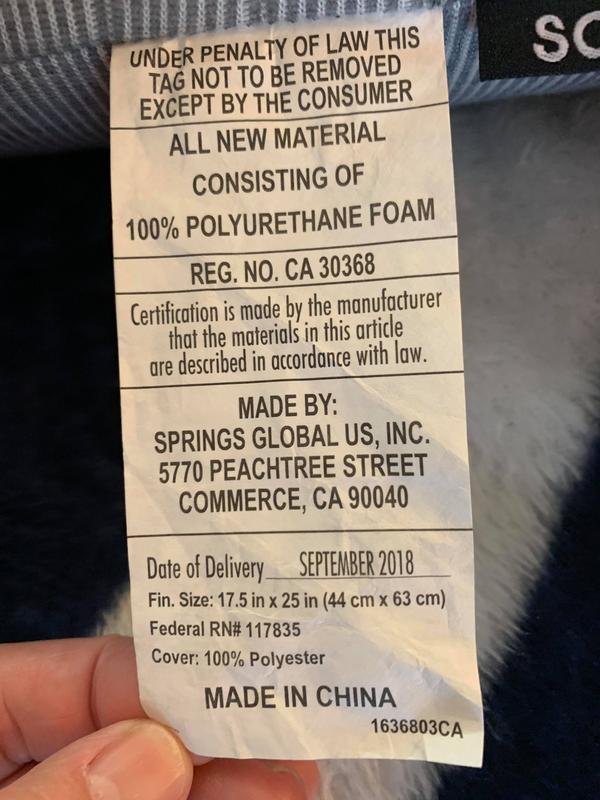 SO
UNDER PENALTY OF LAW THIS
TAG NOT TO BE REMOVED
EXCEPT BY THE CONSUMER
ALL NEW MATERIAL
CONSISTING OF
100% POLYURETHANE FOAM
REG. NO. CA 30368
Certification is made by the manufacturer
that the materials in this article
are described in accordance with law.
MADE BY:
SPRINGS GLOBAL US, INC.
5770 PEACHTREE STREET
COMMERCE, CA 90040
Date of Delivery SEPTEMBER 2018
Fin. Size: 17.5 in x 25 in (44 cm x 63 cm)
Federal RN# 117835
Cover: 100% Polyester
MADE IN CHINA
1636803CA